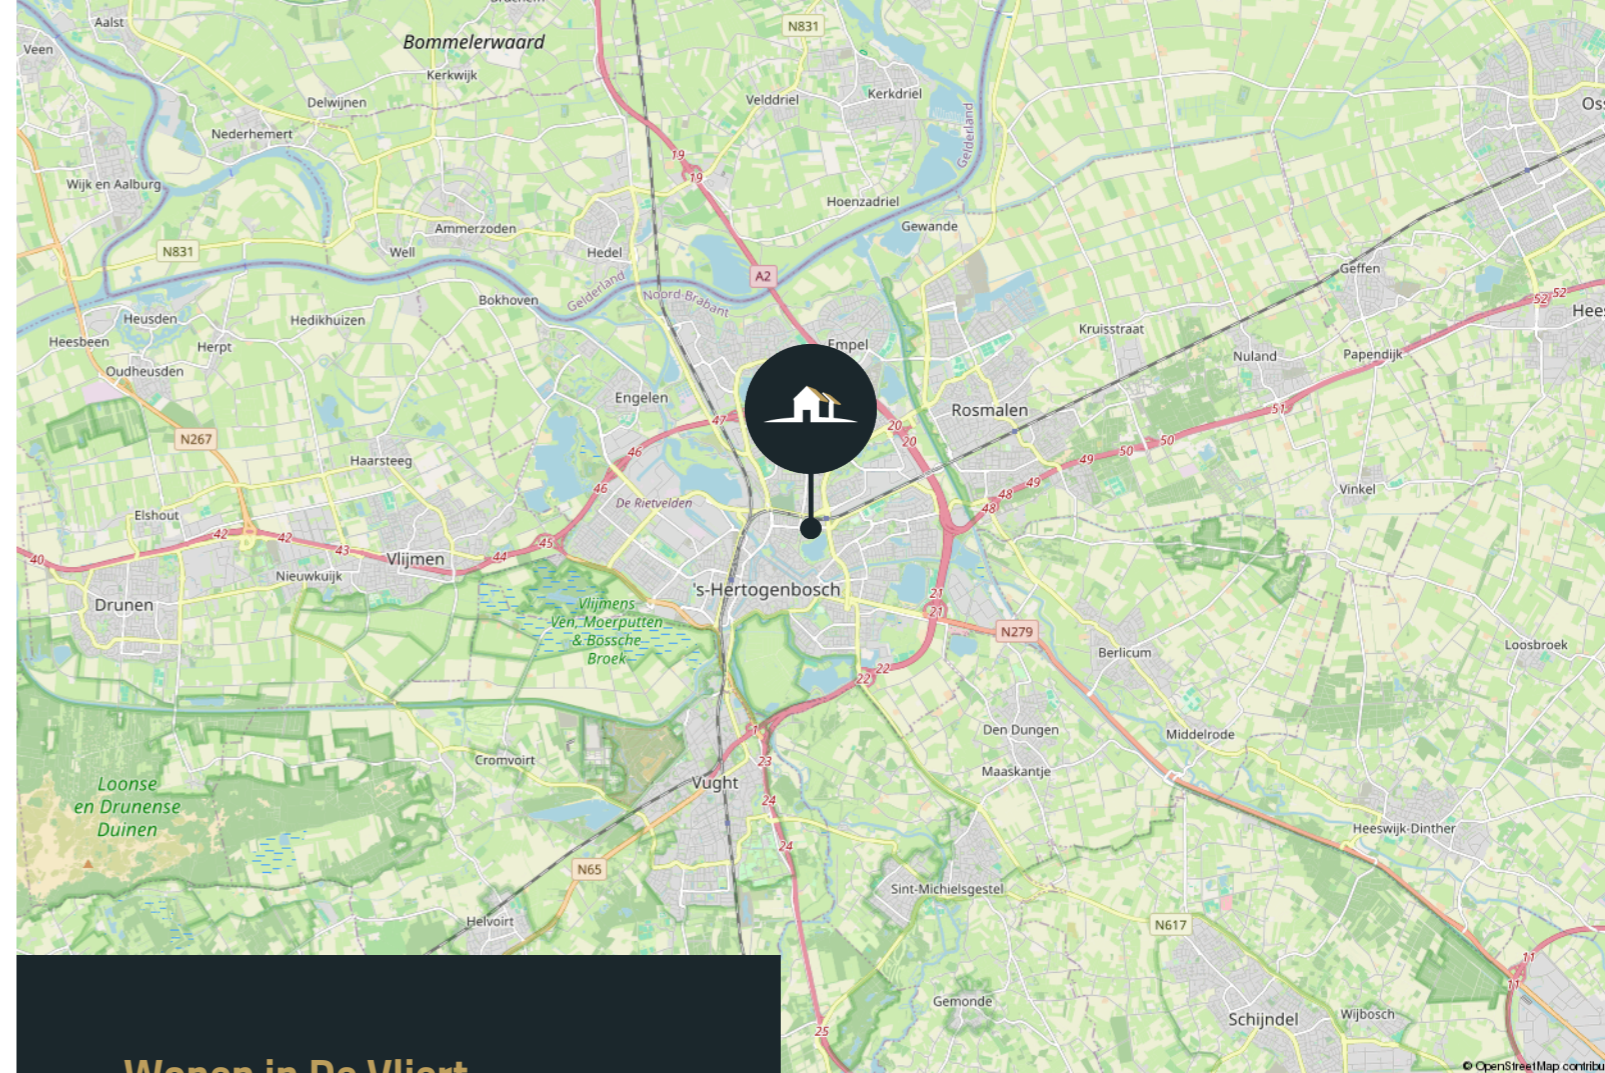 Aalst
N831
Veen
Bommelerwaard
Kerkwijk
Kerkdriel
Delwijnen
Velddriel
Nederhemert
Gelderland
19
19
Wijk en Aalburg
Hoenzadriel
Ammerzoden
Gewande
N831
Well
Hedel
A2
Geffen
Gelderland
Noord-Brabant
Bokhoven
52
52
Heusden
Hedikhuizen
Kruisstraat
Heesbeen
Herpt
Empel
Nuland
Papendijk
Oudheusden
Engelen
Rosmalen
51
47
20
20
N267
50
50
46
49
Haarsteeg
46
49
48
48
De Rietvelden
Vinkel
Elshout
42
42
43
45
44
40
Vlijmen
Nieuwkuijk
's-Hertogenbosch
21
21
Drunen
Vlijmens
Ven, Moerputten
& Bossche
Broek
N279
Loosbroek
Berlicum
22
22
1
Den Dungen
Middelrode
Cromvoirt
23
Maaskantje
Vught
Loonse
en Drunense
Duinen
24
24
Heeswijk-Dinther
N65
Sint-Michielsgestel
Helvoirt
N617
11
11
Gemonde
Schijndel
Wijbosch
25
Wonen in De Vliert
© OpenStreetMap